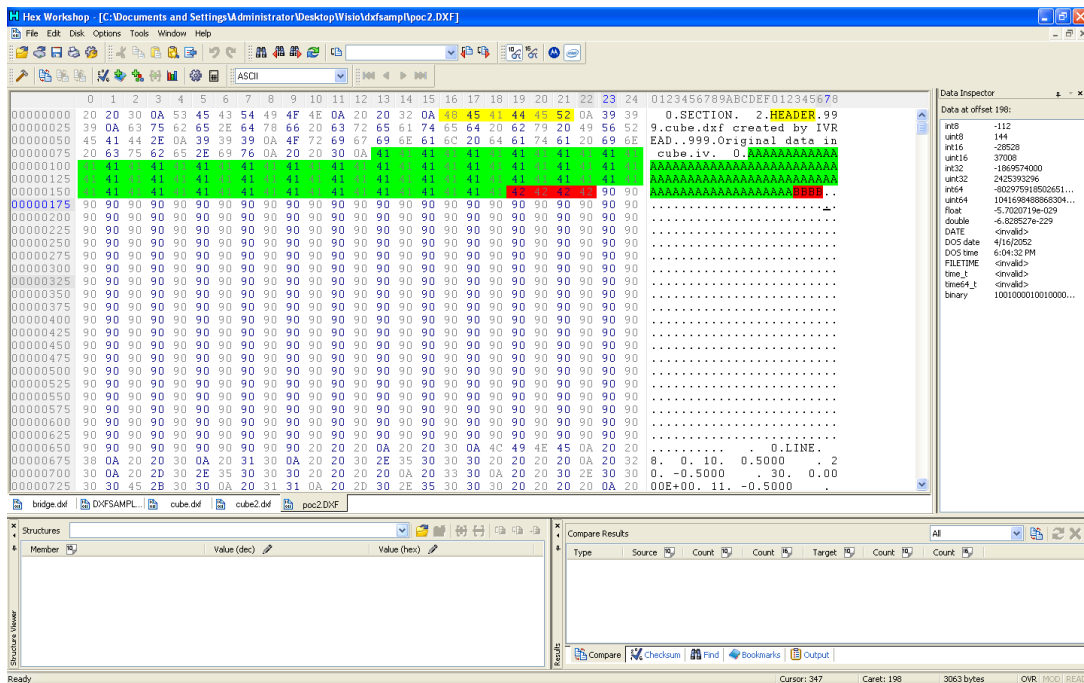 Hex Workshop - [C:\Documents and Settings\Administrator\Desktop\Visio\dxfsampl\poc2.DXF]
File Edit Disk Options Tools Window Help
ASCII
0 1 2 3 4 5 6 7 8 9 10 11 12 13 14 15 16 17 18 19 20 21 22 23 24 0123456789ABCDEF012345678
00000000 20 20 30 0A 53 45 43 54 49 4F 4E 0A 20 20 32 0A 48 45 41 44 45 52 0A 39 39   0.SECTION.  2.HEADER.99
00000025 39 0A 63 75 62 65 2E 64 78 66 20 63 72 65 61 74 65 64 20 62 79 20 49 56 52 9.cube.dxf created by IVR
00000050 45 41 44 2E 0A 39 39 39 0A 4F 72 69 67 69 6E 61 6C 20 64 61 74 61 20 69 6E EAD..999.Original data in
00000075 20 63 75 62 65 2E 69 76 0A 20 20 30 0A 41 41 41 41 41 41 41 41 41 41 41 41  cube.iv.  0.AAAAAAAAAAAA
00000100 41 41 41 41 41 41 41 41 41 41 41 41 41 41 41 41 41 41 41 41 41 41 41 41 41 AAAAAAAAAAAAAAAAAAAAAAAAA
00000125 41 41 41 41 41 41 41 41 41 41 41 41 41 41 41 41 41 41 41 41 41 41 41 41 41 AAAAAAAAAAAAAAAAAAAAAAAAA
00000150 41 41 41 41 41 41 41 41 41 41 41 41 41 41 41 41 41 41 41 42 42 42 42 90 90 AAAAAAAAAAAAAAAAAAABBBB..
00000175 90 90 90 90 90 90 90 90 90 90 90 90 90 90 90 90 90 90 90 90 90 90 90 90 90 .........................
00000200 90 90 90 90 90 90 90 90 90 90 90 90 90 90 90 90 90 90 90 90 90 90 90 90 90 .........................
00000225 90 90 90 90 90 90 90 90 90 90 90 90 90 90 90 90 90 90 90 90 90 90 90 90 90 .........................
00000250 90 90 90 90 90 90 90 90 90 90 90 90 90 90 90 90 90 90 90 90 90 90 90 90 90 .........................
00000275 90 90 90 90 90 90 90 90 90 90 90 90 90 90 90 90 90 90 90 90 90 90 90 90 90 .........................
00000300 90 90 90 90 90 90 90 90 90 90 90 90 90 90 90 90 90 90 90 90 90 90 90 90 90 .........................
00000325 90 90 90 90 90 90 90 90 90 90 90 90 90 90 90 90 90 90 90 90 90 90 90 90 90 .........................
00000350 90 90 90 90 90 90 90 90 90 90 90 90 90 90 90 90 90 90 90 90 90 90 90 90 90 .........................
00000375 90 90 90 90 90 90 90 90 90 90 90 90 90 90 90 90 90 90 90 90 90 90 90 90 90 .........................
00000400 90 90 90 90 90 90 90 90 90 90 90 90 90 90 90 90 90 90 90 90 90 90 90 90 90 .........................
00000425 90 90 90 90 90 90 90 90 90 90 90 90 90 90 90 90 90 90 90 90 90 90 90 90 90 .........................
00000450 90 90 90 90 90 90 90 90 90 90 90 90 90 90 90 90 90 90 90 90 90 90 90 90 90 .........................
00000475 90 90 90 90 90 90 90 90 90 90 90 90 90 90 90 90 90 90 90 90 90 90 90 90 90 .........................
00000500 90 90 90 90 90 90 90 90 90 90 90 90 90 90 90 90 90 90 90 90 90 90 90 90 90 .........................
00000525 90 90 90 90 90 90 90 90 90 90 90 90 90 90 90 90 90 90 90 90 90 90 90 90 90 .........................
00000550 90 90 90 90 90 90 90 90 90 90 90 90 90 90 90 90 90 90 90 90 90 90 90 90 90 .........................
00000575 90 90 90 90 90 90 90 90 90 90 90 90 90 90 90 90 90 90 90 90 90 90 90 90 90 .........................
00000600 90 90 90 90 90 90 90 90 90 90 90 90 90 90 90 90 90 90 90 90 90 90 90 90 90 .........................
00000625 90 90 90 90 90 90 90 90 90 90 90 90 90 90 90 90 90 90 90 90 90 90 90 90 90 .........................
00000650 90 90 90 90 90 90 90 90 90 90 20 20 20 0A 20 20 30 0A 4C 49 4E 45 0A 20 20 ..........   .  0.LINE.
00000675 38 0A 20 20 30 0A 20 31 30 0A 20 20 30 2E 35 30 30 30 20 20 20 20 0A 20 32 8.  0. 10.  0.5000    . 2
00000700 30 0A 20 20 2D 30 2E 35 30 30 30 20 20 20 0A 20 33 30 0A 20 20 30 2E 30 30 0.  -0.5000   . 30.  0.00
00000725 30 30 45 2B 30 30 0A 20 31 31 0A 20 20 2D 30 2E 35 30 30 30 20 20 20 0A 20 00E+00. 11.  -0.5000   .
bridge.dxf DXFSAMPL... cube.dxf cube2.dxf poc2.DXF
Data Inspector
Data at offset 198:
int8 -112
uint8 144
int16 -28528
uint16 37008
int32 -1869574000
uint32 2425393296
int64 -802975918502651...
uint64 1041698488868304...
float -5.7020719e-029
double -6.828527e-229
DATE <invalid>
DOS date 4/16/2052
DOS time 6:04:32 PM
FILETIME <invalid>
time_t <invalid>
time64_t <invalid>
binary 1001000010010000...
Structures
Member Value (dec) Value (hex)
Structure Viewer
Compare Results All
Type Source Count Count Target Count Count
Results
Compare Checksum Find Bookmarks Output
Ready Cursor: 347 Caret: 198 3063 bytes OVR MOD READ